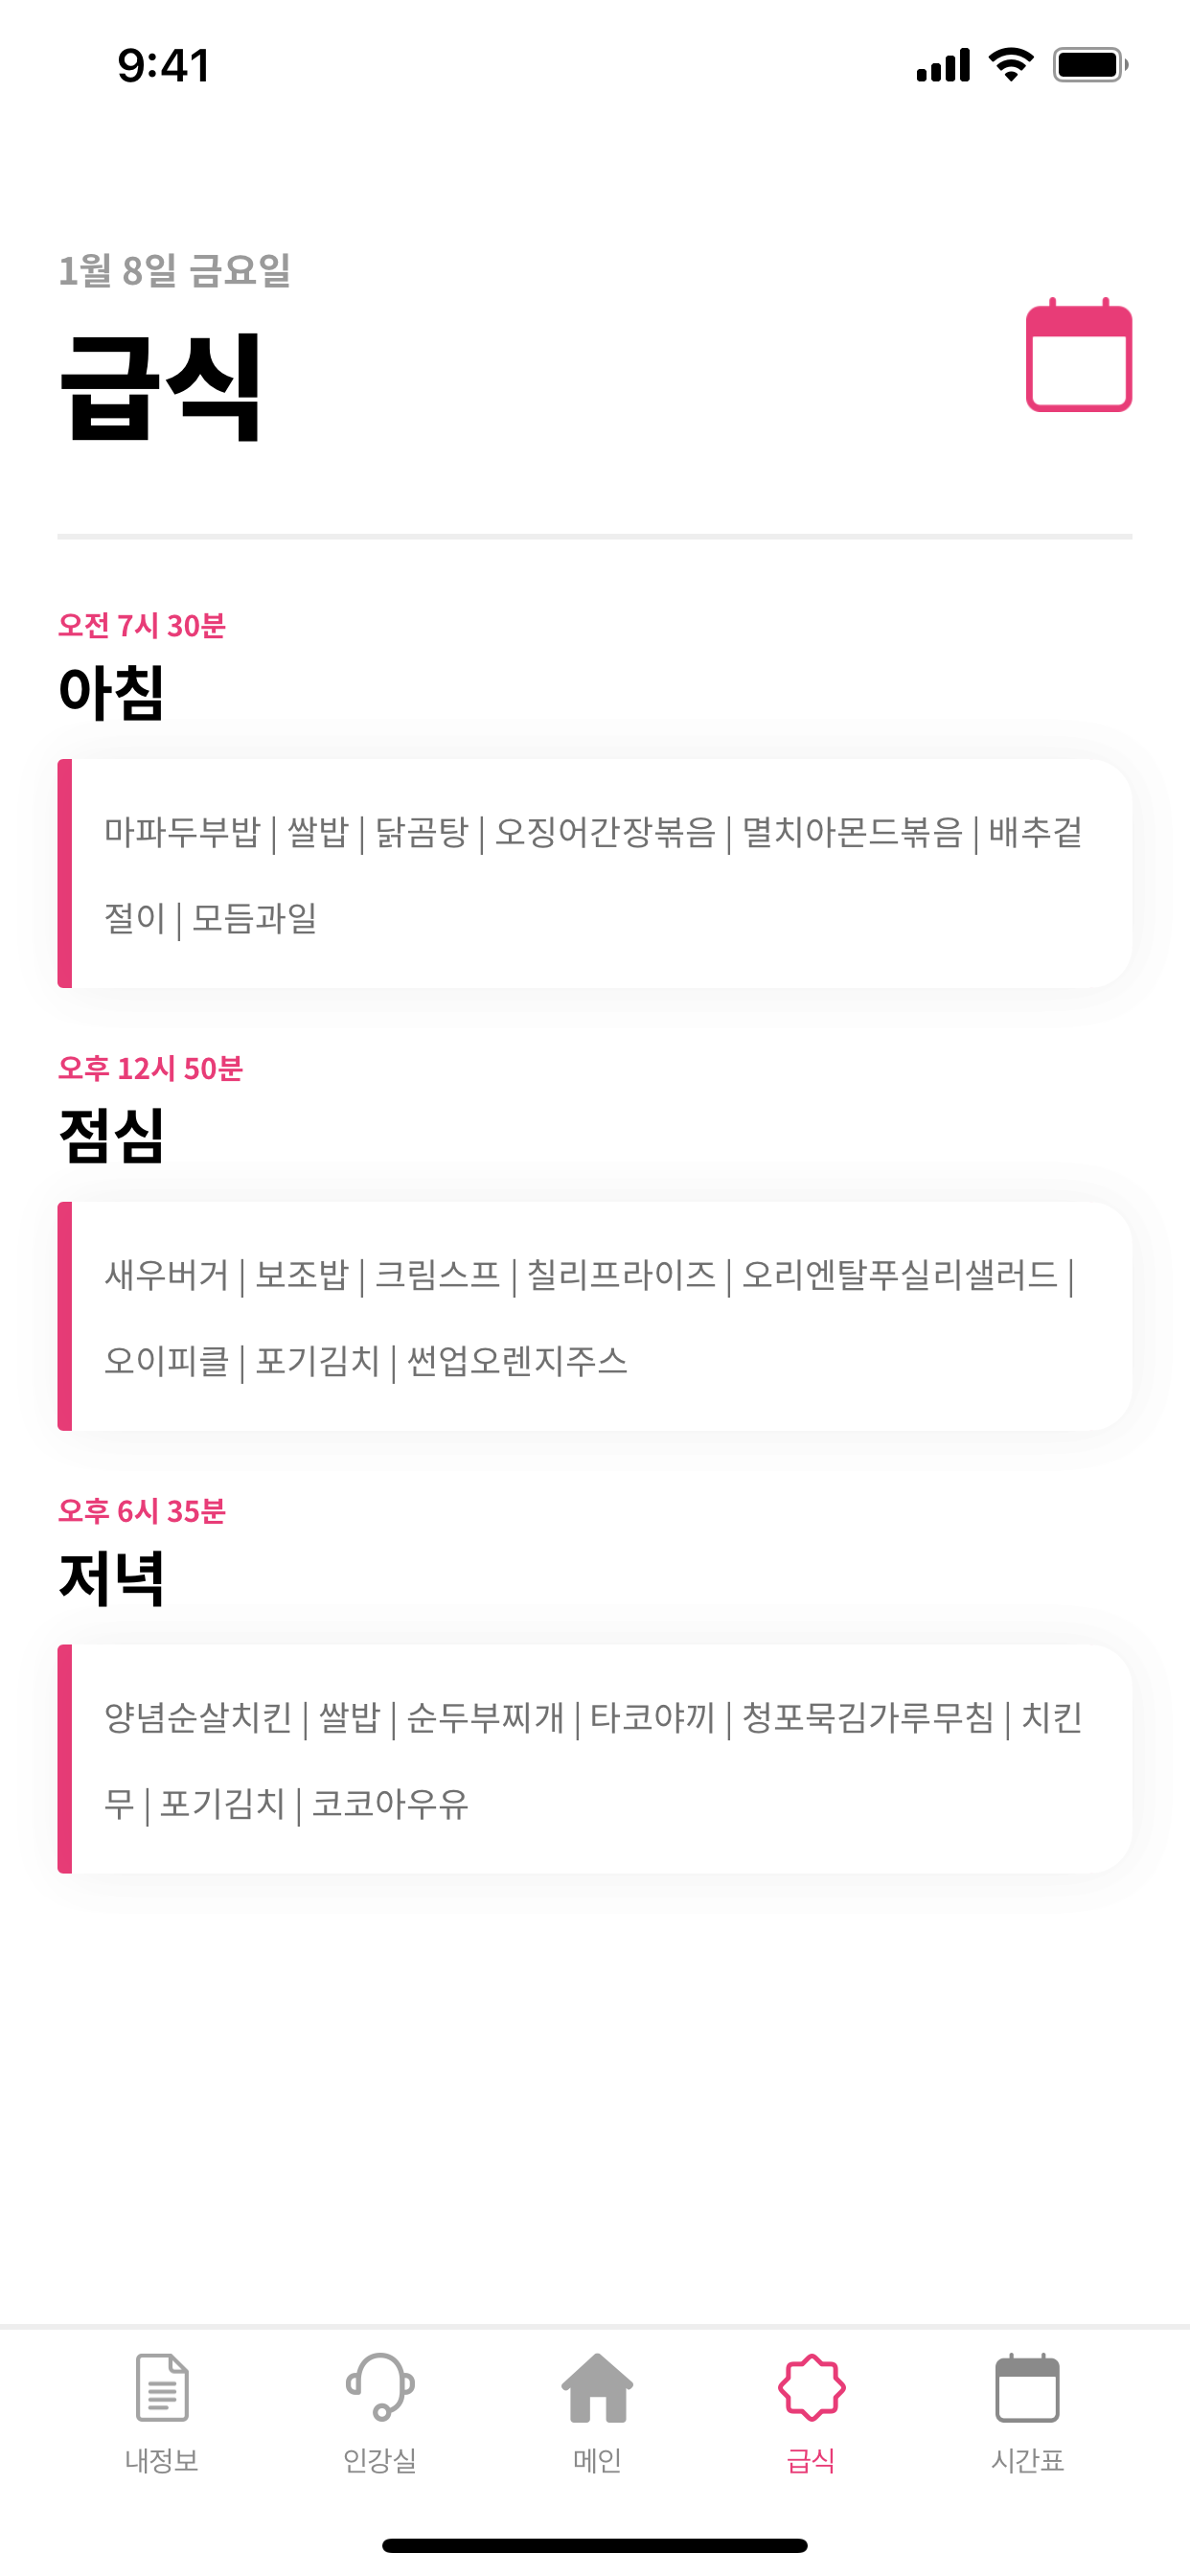 9:41
1월 8일 금요일
급식
오전 7시 30분
아침
마파두부밥 | 쌀밥 | 닭곰탕 | 오징어간장볶음 | 멸치아몬드볶음 | 배추겉
절이 | 모듬과일
오후 12시 50분
점심
새우버거 | 보조밥 | 크림스프 | 칠리프라이즈 | 오리엔탈푸실리샐러드 |
오이피클 | 포기김치 | 썬업오렌지주스
오후 6시 35분
저녁
양념순살치킨 | 쌀밥 | 순두부찌개 | 타코야끼 | 청포묵김가루무침 | 치킨
무 | 포기김치 | 코코아우유
내정보 인강실 메인 급식 시간표